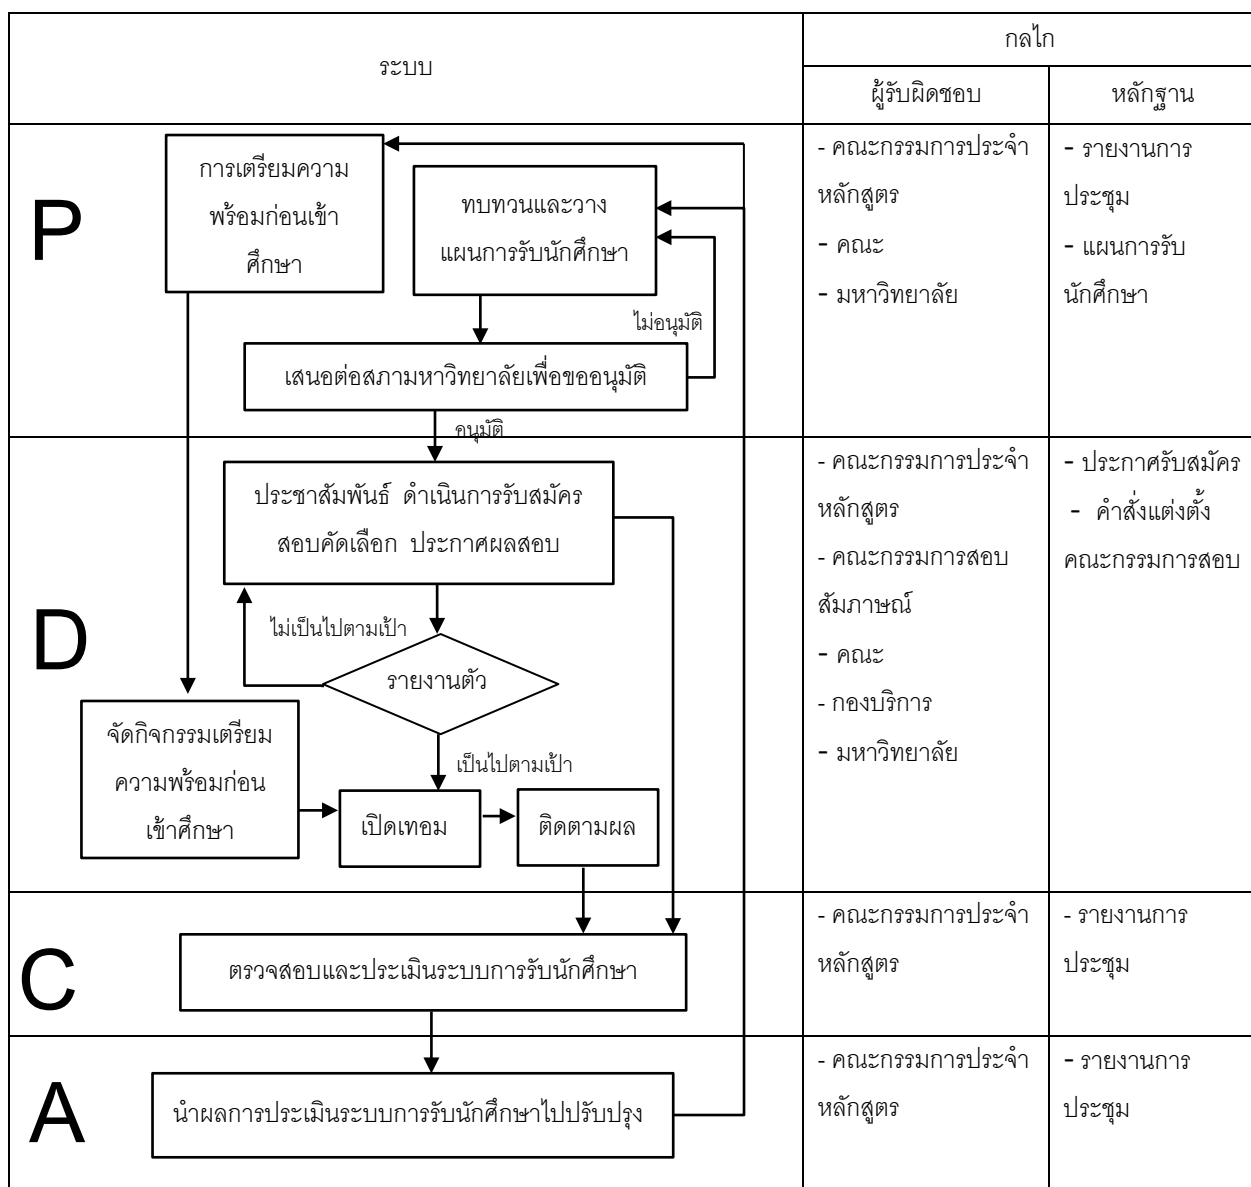 ระบบ
กลไก
ผู้รับผิดชอบ
หลักฐาน
P
การเตรียมความ
พร้อมก่อนเข้า
ศึกษา
ทบทวนและวาง
แผนการรับนักศึกษา
ไม่อนุมัติ
เสนอต่อสภามหาวิทยาลัยเพื่อขออนุมัติ
อนุมัติ
- คณะกรรมการประจำ
หลักสูตร
- คณะ
- มหาวิทยาลัย
- รายงานการ
ประชุม
- แผนการรับ
นักศึกษา
D
ประชาสัมพันธ์ ดำเนินการรับสมัคร
สอบคัดเลือก ประกาศผลสอบ
ไม่เป็นไปตามเป้า
รายงานตัว
เป็นไปตามเป้า
จัดกิจกรรมเตรียม
ความพร้อมก่อน
เข้าศึกษา
เปิดเทอม
ติดตามผล
- คณะกรรมการประจำ
หลักสูตร
- คณะกรรมการสอบ
สัมภาษณ์
- คณะ
- กองบริการ
- มหาวิทยาลัย
- ประกาศรับสมัคร
- คำสั่งแต่งตั้ง
คณะกรรมการสอบ
C
ตรวจสอบและประเมินระบบการรับนักศึกษา
- คณะกรรมการประจำ
หลักสูตร
- รายงานการ
ประชุม
A
นำผลการประเมินระบบการรับนักศึกษาไปปรับปรุง
- คณะกรรมการประจำ
หลักสูตร
- รายงานการ
ประชุม